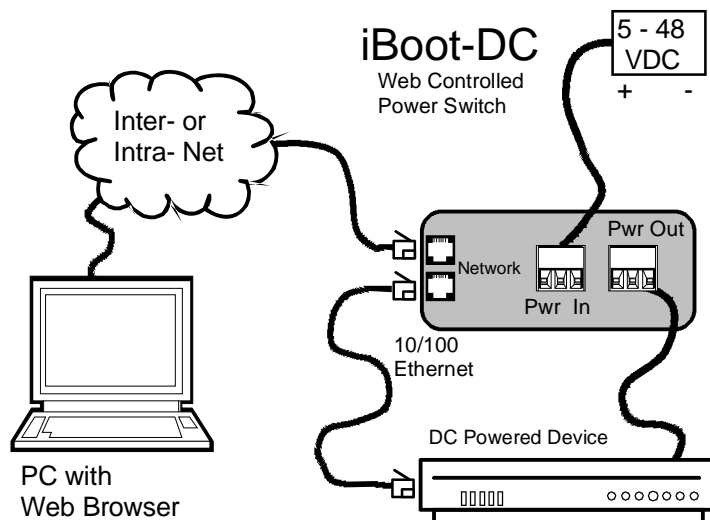 iBoot-DC
Web Controlled
Power Switch
5 - 48
VDC
+ -
Inter- or
Intra- Net
Pwr Out
Network
Pwr In
10/100
Ethernet
DC Powered Device
PC with
Web Browser